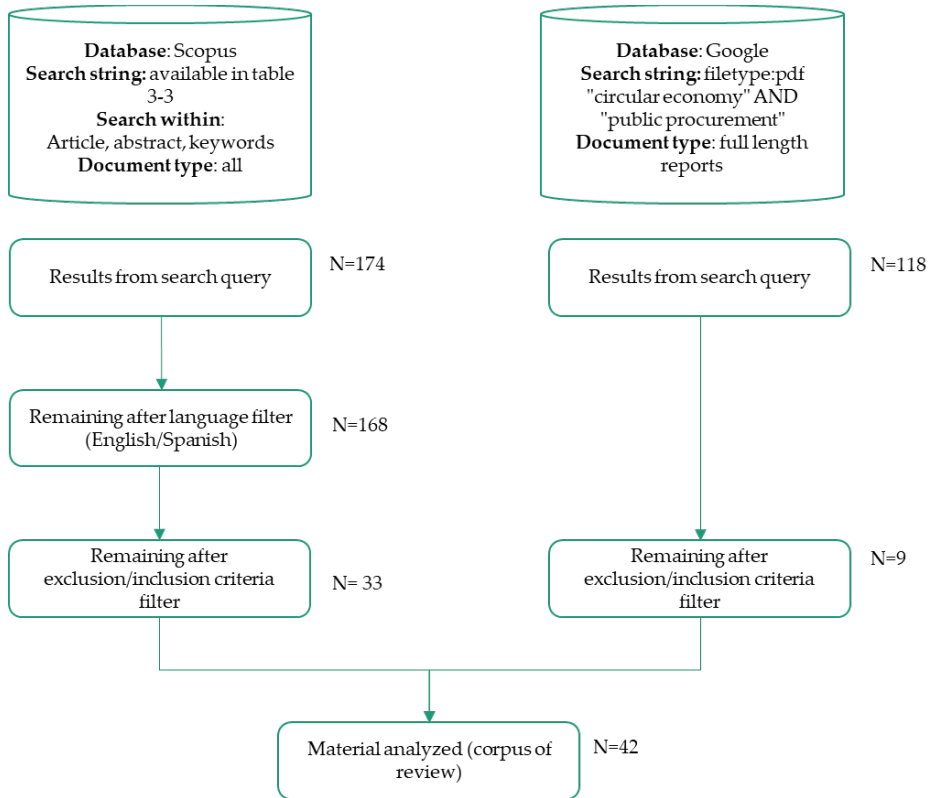 Database: Scopus
Search string: available in table
3-3
Search within:
Article, abstract, keywords
Document type: all
Database: Google
Search string: filetype:pdf
"circular economy" AND
"public procurement"
Document type: full length
reports
Results from search query
N=174
Results from search query
N=118
Remaining after language filter
(English/Spanish)
N=168
Remaining after
exclusion/inclusion criteria
filter
N= 33
Remaining after
exclusion/inclusion criteria
filter
N=9
Material analyzed (corpus of
review)
N=42